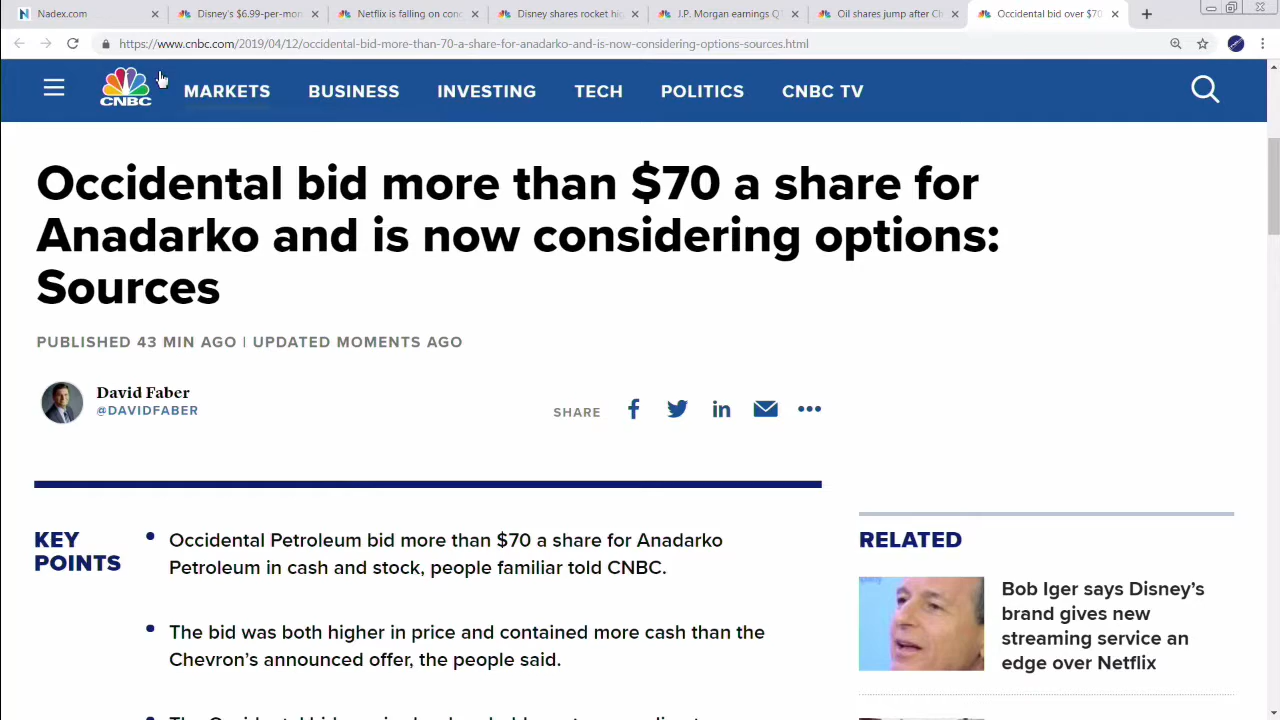 Nadex.com
Disney's $6.99-per-mon
Netflix is falling on conc
Disney shares rocket hig
J.P. Morgan earnings Q
Oil shares jump after Ch
Occidental bid over $70
https://www.cnbc.com/2019/04/12/occidental-bid-more-than-70-a-share-for-anadarko-and-is-now-considering-options-sources.html
CNBC
MARKETS
BUSINESS
INVESTING
TECH
POLITICS
CNBC TV
Occidental bid more than $70 a share for
Anadarko and is now considering options:
Sources
PUBLISHED 43 MIN AGO | UPDATED MOMENTS AGO
David Faber
@DAVIDFABER
SHARE
KEY
POINTS
Occidental Petroleum bid more than $70 a share for Anadarko
Petroleum in cash and stock, people familiar told CNBC.
The bid was both higher in price and contained more cash than the
Chevron's announced offer, the people said.
RELATED
Bob Iger says Disney's
brand gives new
streaming service an
edge over Netflix